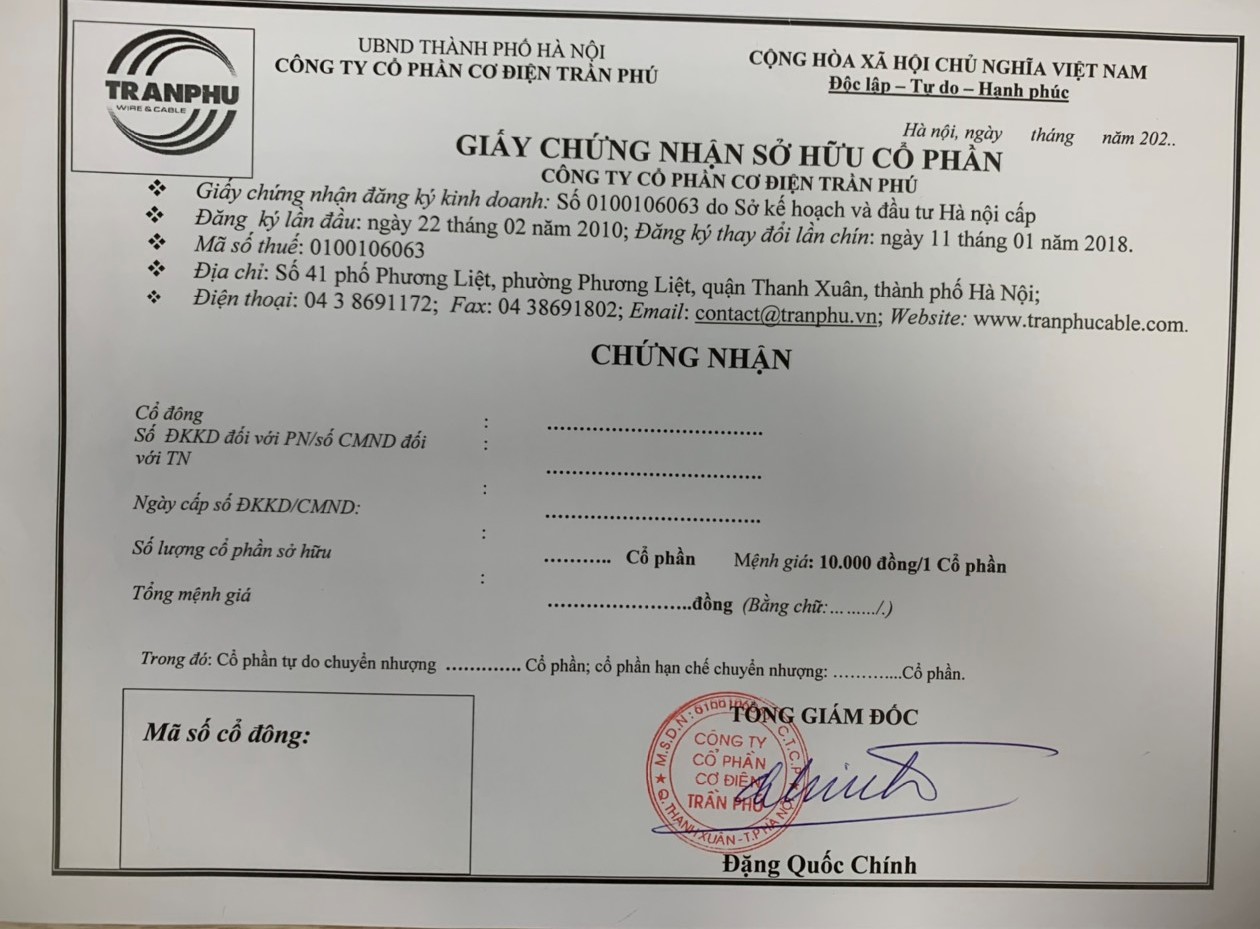 TRANPHU
WIRE & CABLE
UBND THÀNH PHỐ HÀ NỘI
CÔNG TY CỔ PHẦN CƠ ĐIỆN TRẦN PHÚ
CỘNG HÒA XÃ HỘI CHỦ NGHĨA VIỆT NAM
Độc lập – Tự do – Hạnh phúc
Hà nội, ngày tháng năm 202..
GIẤY CHỨNG NHẬN SỞ HỮU CỔ PHẦN
CÔNG TY CỔ PHẦN CƠ ĐIỆN TRẦN PHÚ
❖ Giấy chứng nhận đăng ký kinh doanh: Số 0100106063 do Sở kế hoạch và đầu tư Hà nội cấp
❖ Đăng ký lần đầu: ngày 22 tháng 02 năm 2010; Đăng ký thay đổi lần chín: ngày 11 tháng 01 năm 2018.
❖ Mã số thuế: 0100106063
❖ Địa chỉ: Số 41 phố Phương Liệt, phường Phương Liệt, quận Thanh Xuân, thành phố Hà Nội;
❖ Điện thoại: 04 3 8691172; Fax: 04 38691802; Email: contact@tranphu.vn; Website: www.tranphucable.com.
CHỨNG NHẬN
Cổ đông : ...............................
Số ĐKKD đối với PN/số CMND đối :
với TN ...............................
:
Ngày cấp số ĐKKD/CMND: ...............................
:
Số lượng cổ phần sở hữu ........... Cổ phần Mệnh giá: 10.000 đồng/1 Cổ phần
:
Tổng mệnh giá .......................đồng (Bằng chữ:... ....../.)
Trong đó: Cổ phần tự do chuyển nhượng ............. Cổ phần; cổ phần hạn chế chuyển nhượng: ............Cổ phần.
Mã số cổ đông:
TỔNG GIÁM ĐỐC
CÔNG TY
CỔ PHẦN
CƠ ĐIỆN
TRẦN PHÚ
Q. THANH XUÂN - T.P HÀ NỘI
Đặng Quốc Chính